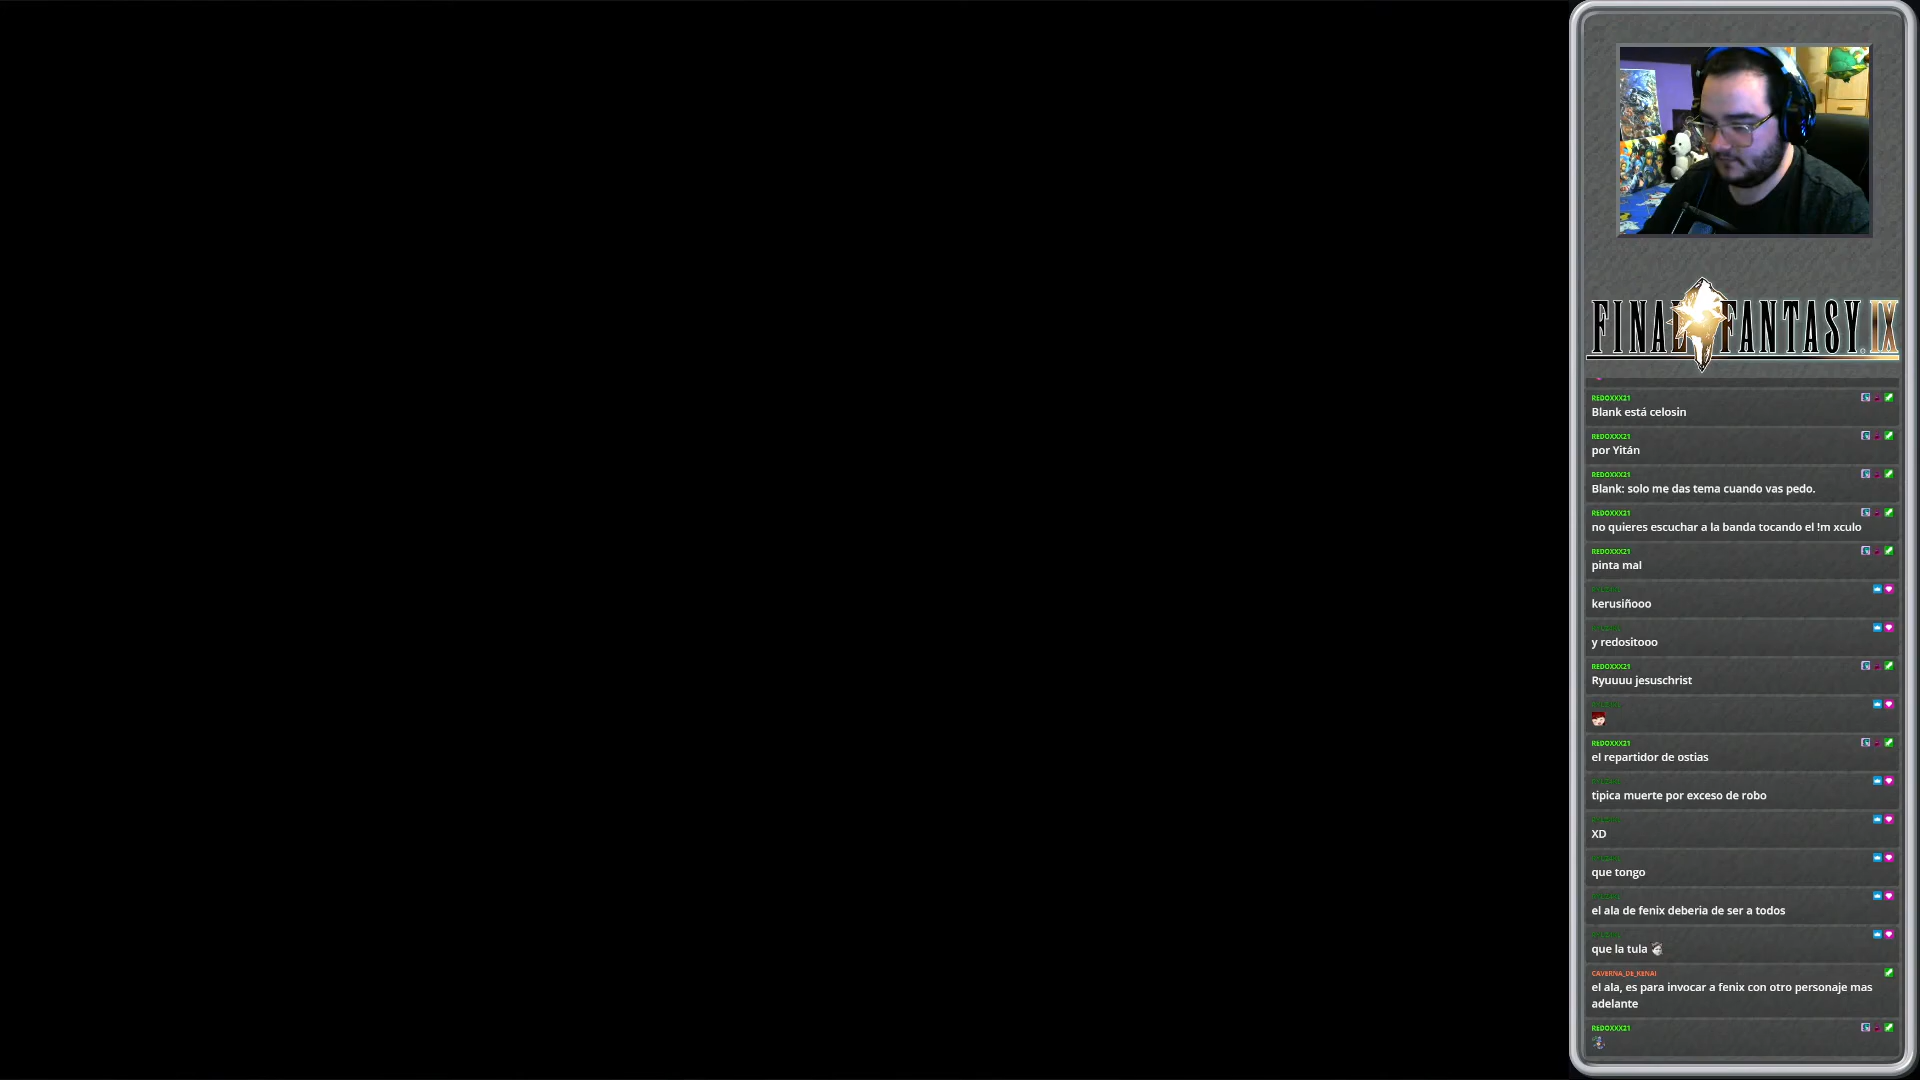 FINAL FANTASY IX
REDOXXX21
Blank está celosin
REDOXXX21
por Yitán
REDOXXX21
Blank: solo me das tema cuando vas pedo.
REDOXXX21
no quieres escuchar a la banda tocando el !m xculo
REDOXXX21
pinta mal
kerusiñooo
y redositooo
REDOXXX21
Ryuuuu jesuschrist
REDOXXX21
el repartidor de ostias
tipica muerte por exceso de robo
XD
que tongo
el ala de fenix deberia de ser a todos
que la tula
CAVERNA_DE_KENAI
el ala, es para invocar a fenix con otro personaje mas
adelante
REDOXXX21